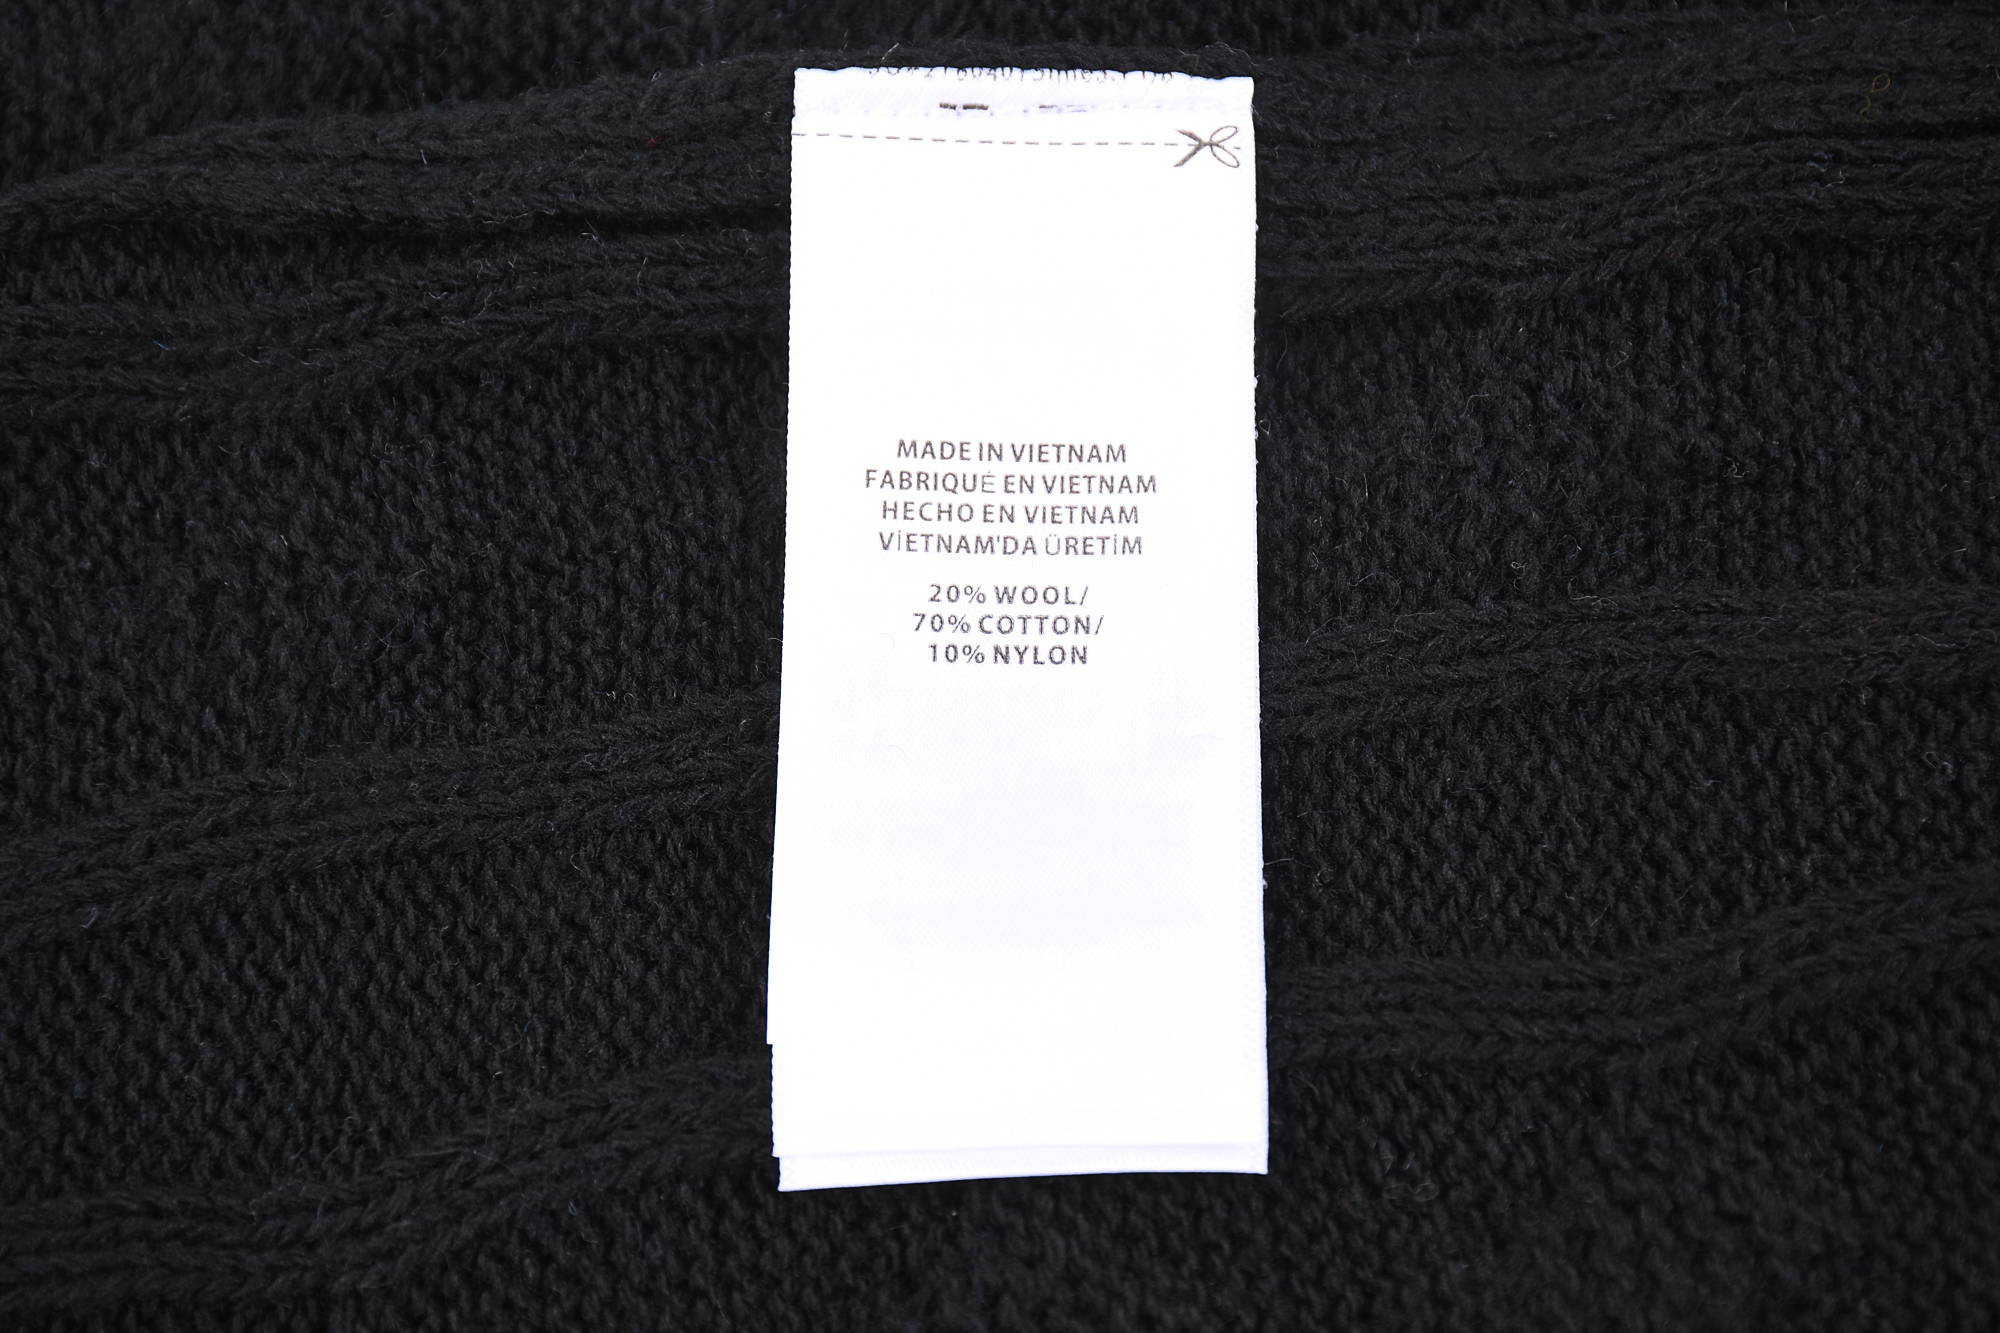 MADE IN VIETNAM
FABRIQUÉ EN VIETNAM
HECHO EN VIETNAM
VİETNAM'DA ÜRETİM
20% WOOL/
70% COTTON/
10% NYLON